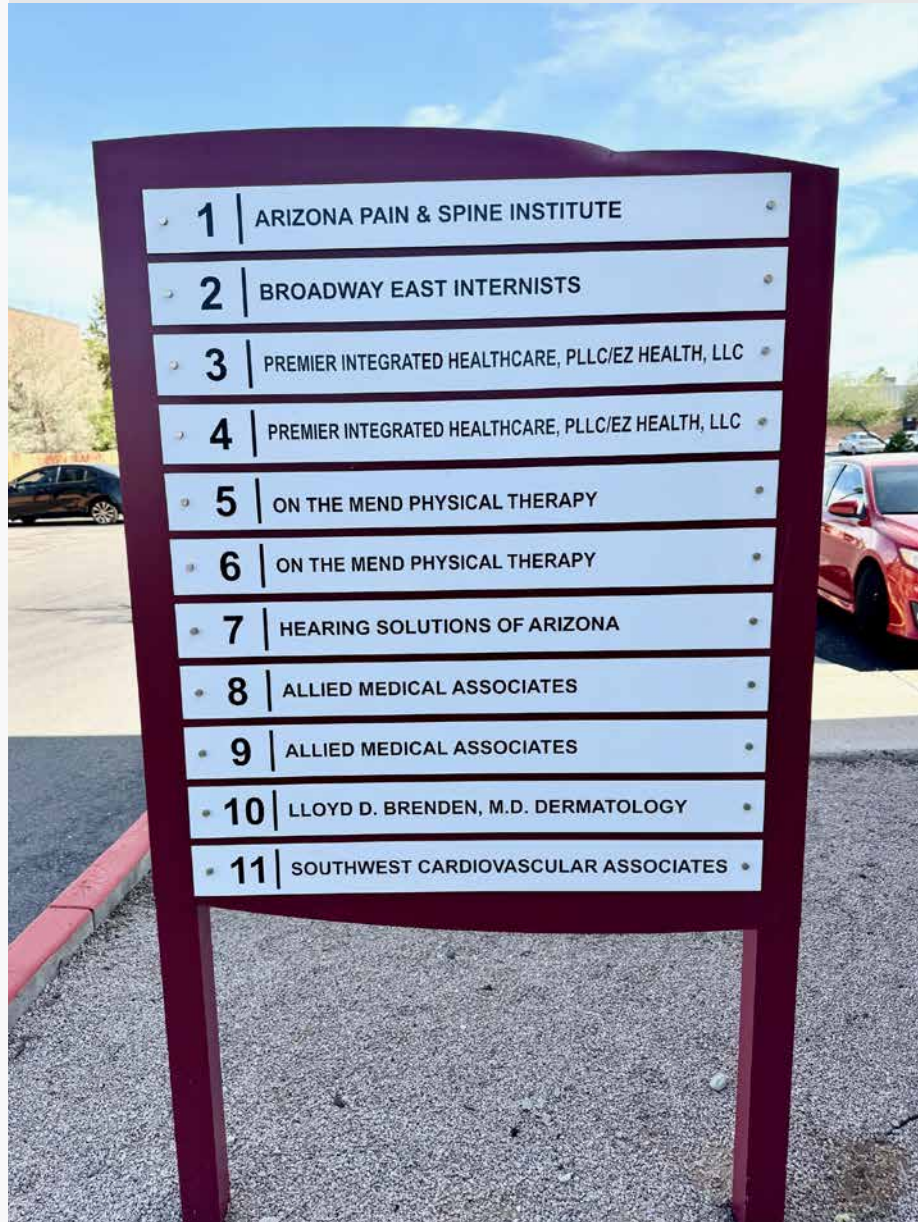 1 | ARIZONA PAIN & SPINE INSTITUTE
2 | BROADWAY EAST INTERNISTS
3 | PREMIER INTEGRATED HEALTHCARE, PLLC/EZ HEALTH, LLC
4 | PREMIER INTEGRATED HEALTHCARE, PLLC/EZ HEALTH, LLC
5 | ON THE MEND PHYSICAL THERAPY
6 | ON THE MEND PHYSICAL THERAPY
7 | HEARING SOLUTIONS OF ARIZONA
8 | ALLIED MEDICAL ASSOCIATES
9 | ALLIED MEDICAL ASSOCIATES
10 | LLOYD D. BRENDEN, M.D. DERMATOLOGY
11 | SOUTHWEST CARDIOVASCULAR ASSOCIATES